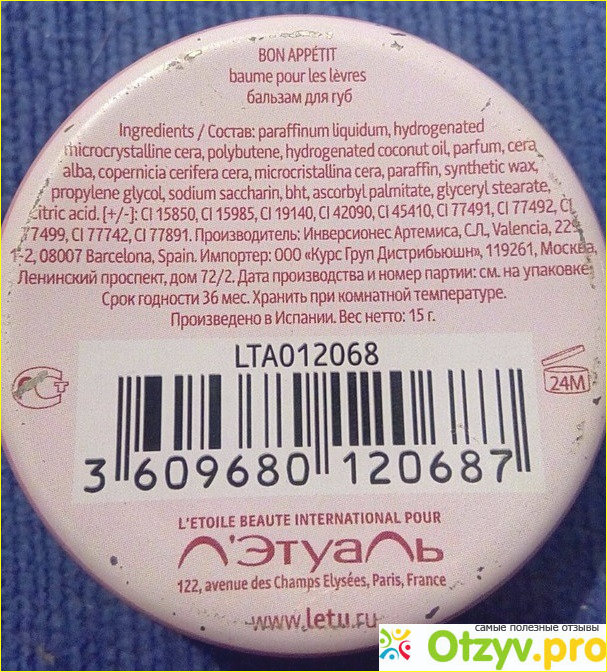 BON APPÉTIT
baume pour les lèvres
бальзам для губ
Ingredients / Состав: paraffinum liquidum, hydrogenated
microcrystalline cera, polybutene, hydrogenated coconut oil, parfum, cera
alba, copernicia cerifera cera, microcristallina cera, paraffin, synthetic wax,
propylene glycol, sodium saccharin, bht, ascorbyl palmitate, glyceryl stearate,
citric acid. [+/-]: CI 15850, CI 15985, CI 19140, CI 42090, CI 45410, CI 77491, CI 77492, CI
77499, CI 77742, CI 77891. Производитель: Инверсионес Артемиса, С.Л., Valencia, 229,
1-2, 08007 Barcelona, Spain. Импортер: ООО «Курс Груп Дистрибьюшн», 119261, Москва,
Ленинский проспект, дом 72/2. Дата производства и номер партии: см. на упаковке.
Срок годности 36 мес. Хранить при комнатной температуре.
Произведено в Испании. Вес нетто: 15 г.
LTA012068
24M
3 609680 120687
L'ETOILE BEAUTE INTERNATIONAL POUR
Л'Этуаль
122, avenue des Champs Elysées, Paris, France
www.letu.ru
самые полезные отзывы
Otzyv.pro